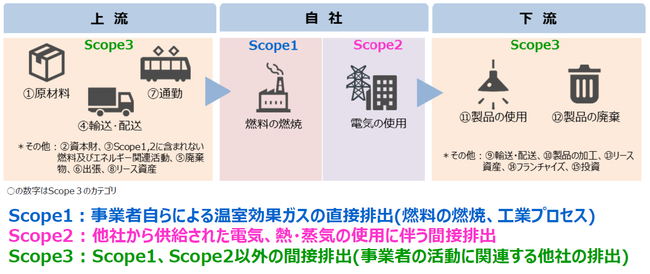 上 流
自 社
下 流
Scope3
Scope1
Scope2
Scope3
①原材料
⑦通勤
④輸送・配送
燃料の燃焼
電気の使用
⑪製品の使用
⑫製品の廃棄
＊その他：②資本財、③Scope1,2に含まれない
燃料及びエネルギー関連活動、⑤廃棄
物、⑥出張、⑧リース資産
＊その他：⑨輸送・配送、⑩製品の加工、⑬リース
資産、⑭フランチャイズ、⑮投資
○の数字はScope３のカテゴリ
Scope1：事業者自らによる温室効果ガスの直接排出(燃料の燃焼、工業プロセス)
Scope2 : 他社から供給された電気、熱・蒸気の使用に伴う間接排出
Scope3：Scope1、Scope2以外の間接排出(事業者の活動に関連する他社の排出)